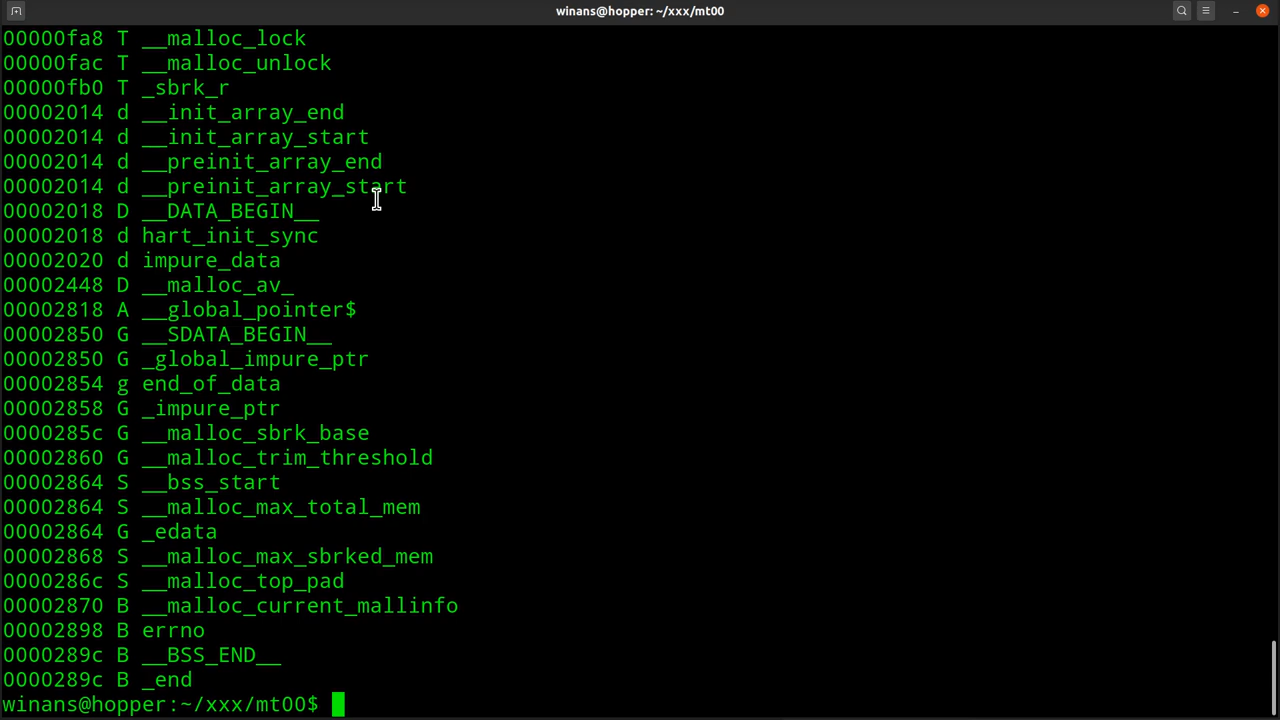 winans@hopper: ~/xxx/mt00
00000fa8 T __malloc_lock
00000fac T __malloc_unlock
00000fb0 T _sbrk_r
00002014 d __init_array_end
00002014 d __init_array_start
00002014 d __preinit_array_end
00002014 d __preinit_array_start
00002018 D __DATA_BEGIN__
00002018 d hart_init_sync
00002020 d impure_data
00002448 D __malloc_av_
00002818 A __global_pointer$
00002850 G __SDATA_BEGIN__
00002850 G _global_impure_ptr
00002854 g end_of_data
00002858 G _impure_ptr
0000285c G __malloc_sbrk_base
00002860 G __malloc_trim_threshold
00002864 S __bss_start
00002864 S __malloc_max_total_mem
00002864 G _edata
00002868 S __malloc_max_sbrked_mem
0000286c S __malloc_top_pad
00002870 B __malloc_current_mallinfo
00002898 B errno
0000289c B __BSS_END__
0000289c B _end
winans@hopper:~/xxx/mt00$